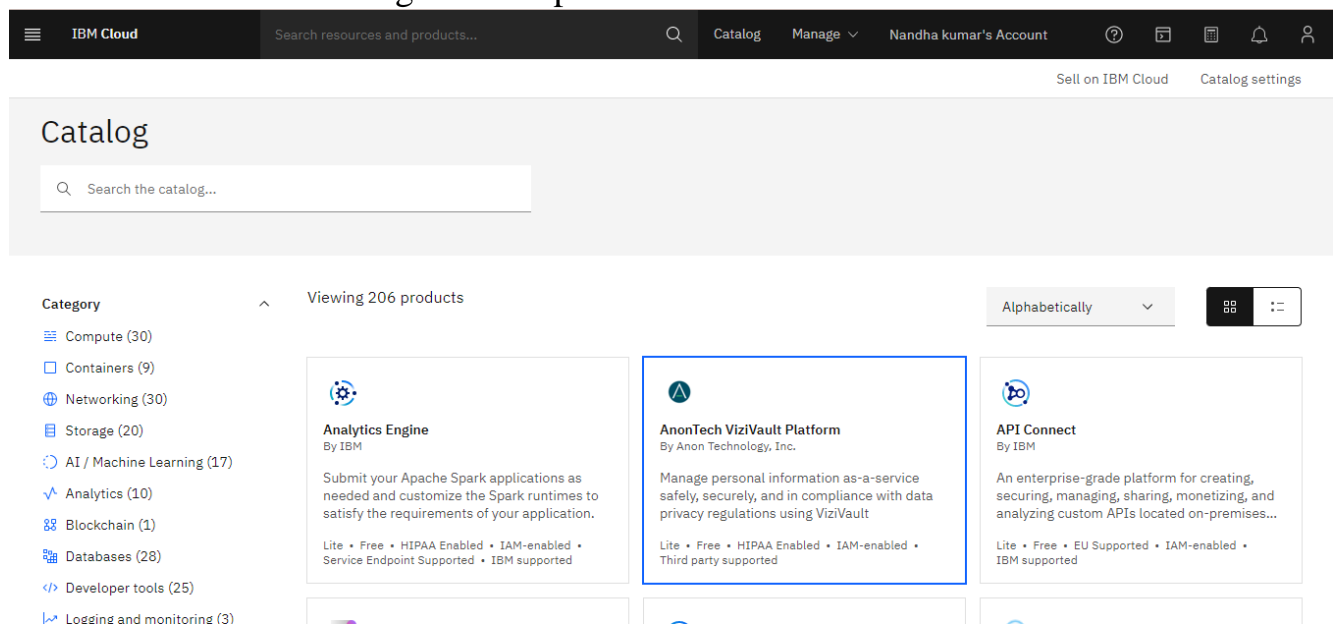 IBM Cloud
Search resources and products...
Catalog
Manage
Nandha kumar's Account
Sell on IBM Cloud
Catalog settings
Catalog
Search the catalog...
Category
Compute (30)
Containers (9)
Networking (30)
Storage (20)
AI / Machine Learning (17)
Analytics (10)
Blockchain (1)
Databases (28)
Developer tools (25)
Logging and monitoring (3)
Viewing 206 products
Alphabetically
Analytics Engine
By IBM
Submit your Apache Spark applications as
needed and customize the Spark runtimes to
satisfy the requirements of your application.
Lite • Free • HIPAA Enabled • IAM-enabled •
Service Endpoint Supported • IBM supported
AnonTech ViziVault Platform
By Anon Technology, Inc.
Manage personal information as-a-service
safely, securely, and in compliance with data
privacy regulations using ViziVault
Lite • Free • HIPAA Enabled • IAM-enabled •
Third party supported
API Connect
By IBM
An enterprise-grade platform for creating,
securing, managing, sharing, monetizing, and
analyzing custom APIs located on-premises...
Lite • Free • EU Supported • IAM-enabled •
IBM supported